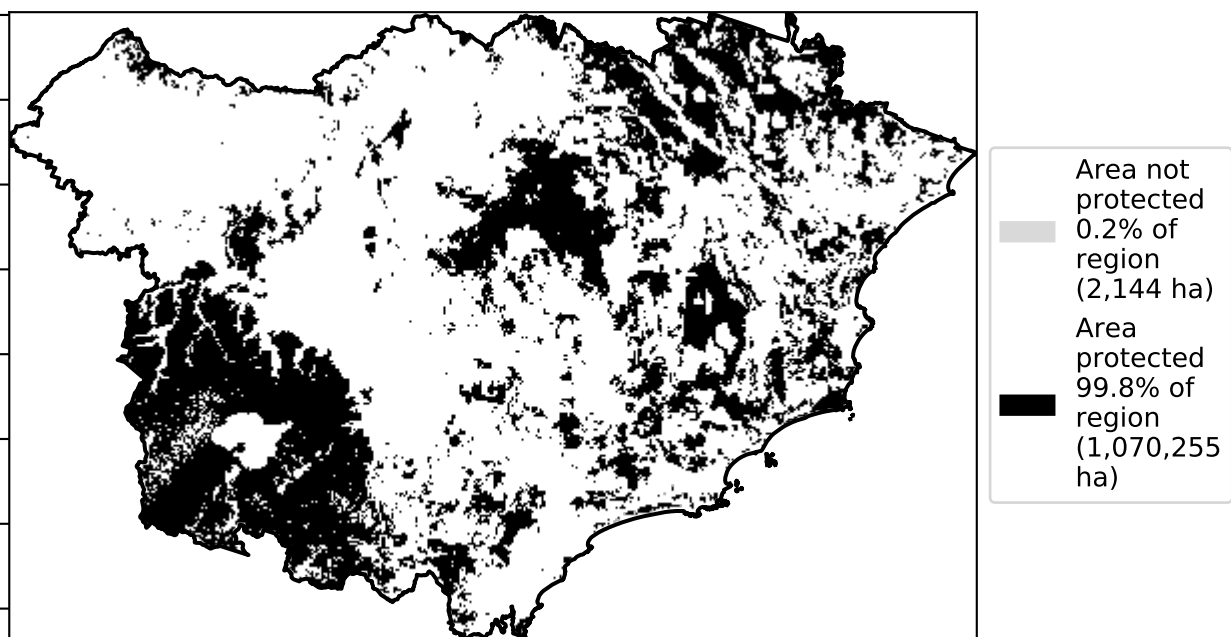 Area not
protected
0.2% of
region
(2,144 ha)
Area
protected
99.8% of
region
(1,070,255
ha)